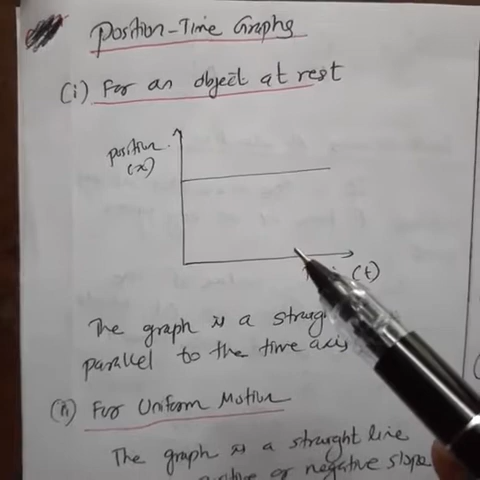 Position-Time Graphs
(i) For an object at rest
position
(x)
(t)
The graph is a
parallel to the time axis
(ii) For Uniform Motion
The graph is a straight line
or negative slope